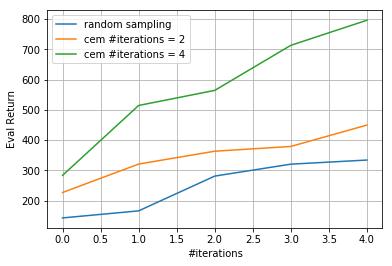 random sampling
cem #iterations = 2
cem #iterations = 4
800
700
600
500
400
300
200
Eval Return
0.0 0.5 1.0 1.5 2.0 2.5 3.0 3.5 4.0
#iterations